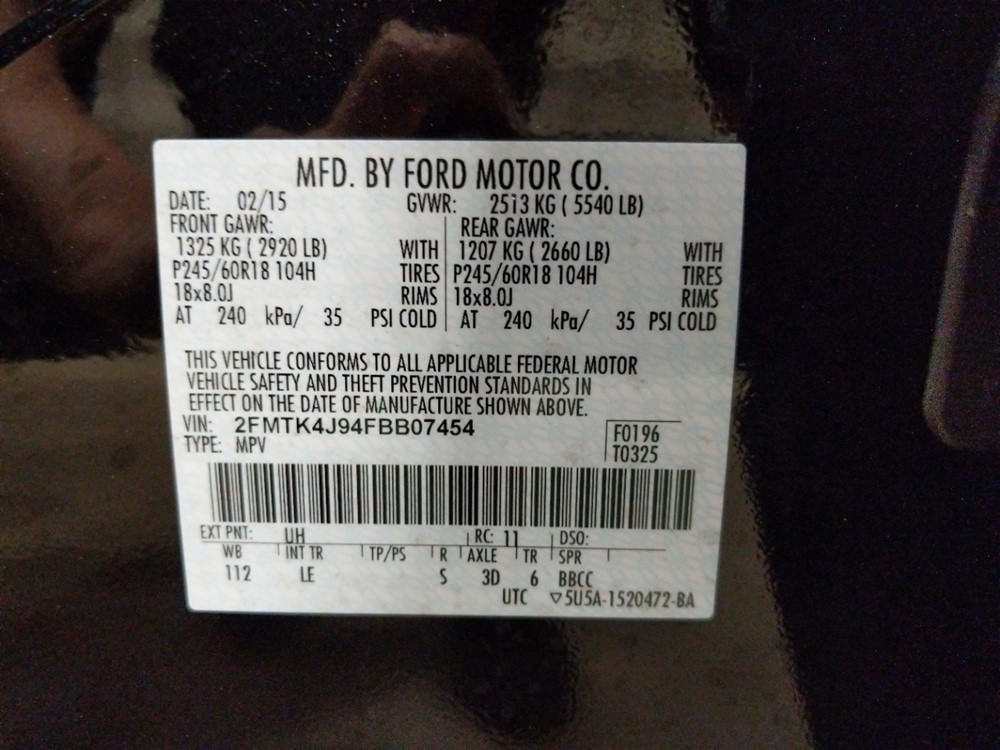 MFD. BY FORD MOTOR CO.
DATE: 02/15 GVWR: 2513 KG ( 5540 LB)
FRONT GAWR: REAR GAWR:
1325 KG ( 2920 LB) WITH 1207 KG ( 2660 LB) WITH
P245/60R18 104H TIRES P245/60R18 104H TIRES
18x8.0J RIMS 18x8.0J RIMS
AT 240 kPa/ 35 PSI COLD AT 240 kPa/ 35 PSI COLD
THIS VEHICLE CONFORMS TO ALL APPLICABLE FEDERAL MOTOR
VEHICLE SAFETY AND THEFT PREVENTION STANDARDS IN
EFFECT ON THE DATE OF MANUFACTURE SHOWN ABOVE.
VIN: 2FMTK4J94FBB07454 F0196
TYPE: MPV T0325
EXT PNT: UH RC: 11 DSO:
WB INT TR TP/PS R AXLE TR SPR
112 LE S 3D 6 BBCC
UTC ▽5U5A-1520472-BA